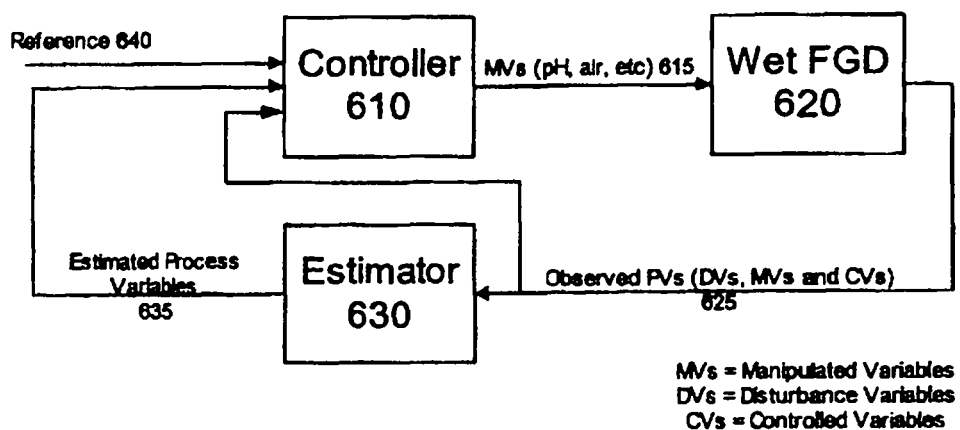 Reference 640
Controller
610
MVs (pH, air, etc) 615
Wet FGD
620
Estimated Process
Variables
635
Estimator
630
Observed PVs (DVs, MVs and CVs)
625
MVs = Manipulated Variables
DVs = Disturbance Variables
CVs = Controlled Variables